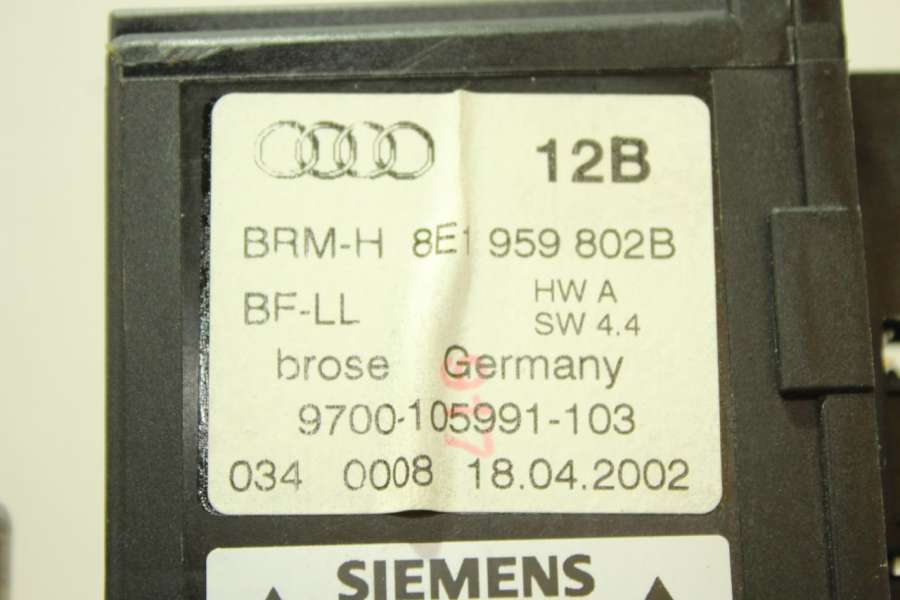 12B
BRM-H 8E1 959 802B
BF-LL HW A
SW 4.4
brose Germany
9700-105991-103
034 0008 18.04.2002
SIEMENS